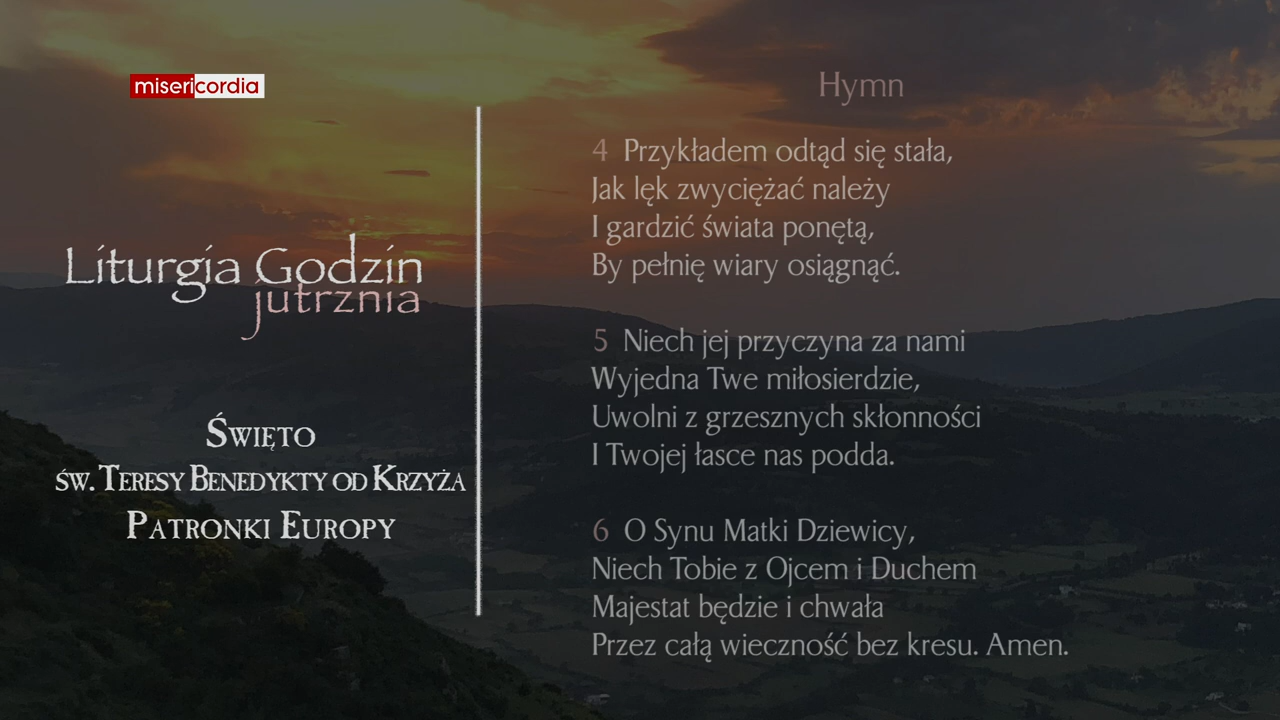 misericordia
Liturgia Godzin
jutrznia
Święto
św. Teresy Benedykty od Krzyża
Patronki Europy
Hymn
4 Przykładem odtąd się stała,
Jak lęk zwyciężać należy
I gardzić świata ponętą,
By pełnię wiary osiągnąć.
5 Niech jej przyczyna za nami
Wyjedna Twe miłosierdzie,
Uwolni z grzesznych skłonności
I Twojej łasce nas podda.
6 O Synu Matki Dziewicy,
Niech Tobie z Ojcem i Duchem
Majestat będzie i chwała
Przez całą wieczność bez kresu. Amen.